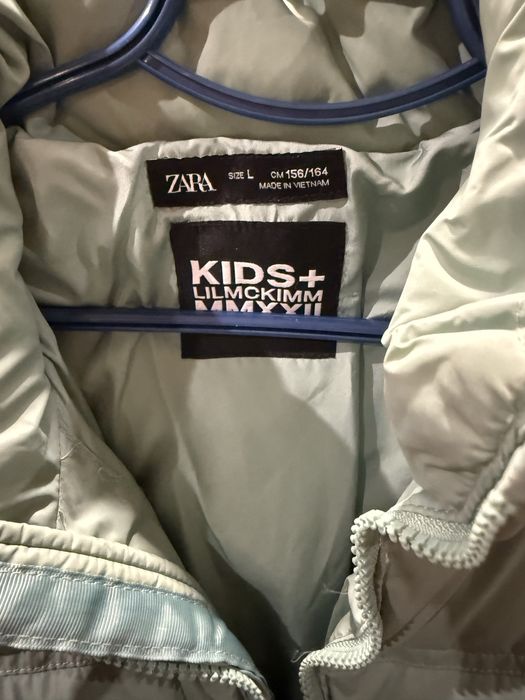 ZARA SIZE L CM 156/164
MADE IN VIETNAM
KIDS+
LILMCKIMM
MMXXII